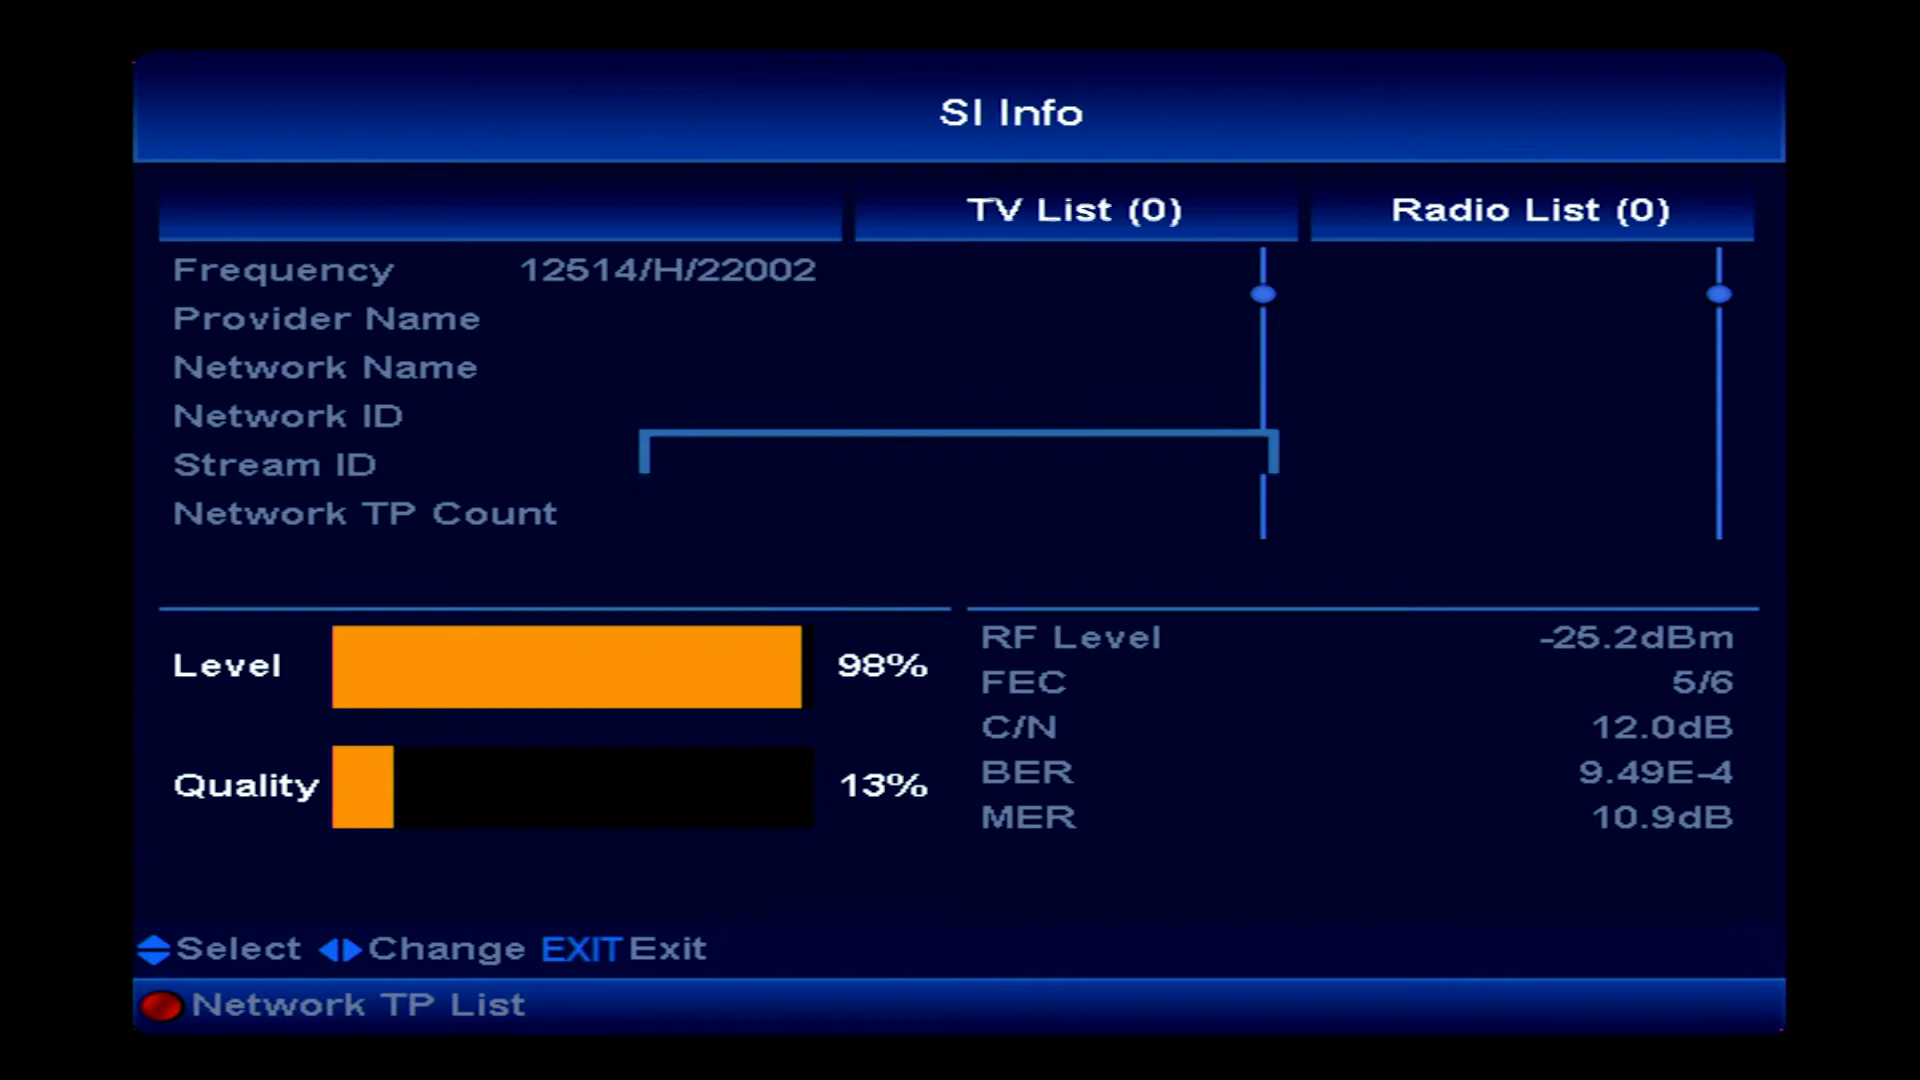 SI Info
TV List (0)
Radio List (0)
Frequency 12514/H/22002
Provider Name
Network Name
Network ID
Stream ID
Network TP Count
Level 98%
Quality 13%
RF Level -25.2dBm
FEC 5/6
C/N 12.0dB
BER 9.49E-4
MER 10.9dB
Select Change EXIT Exit
Network TP List